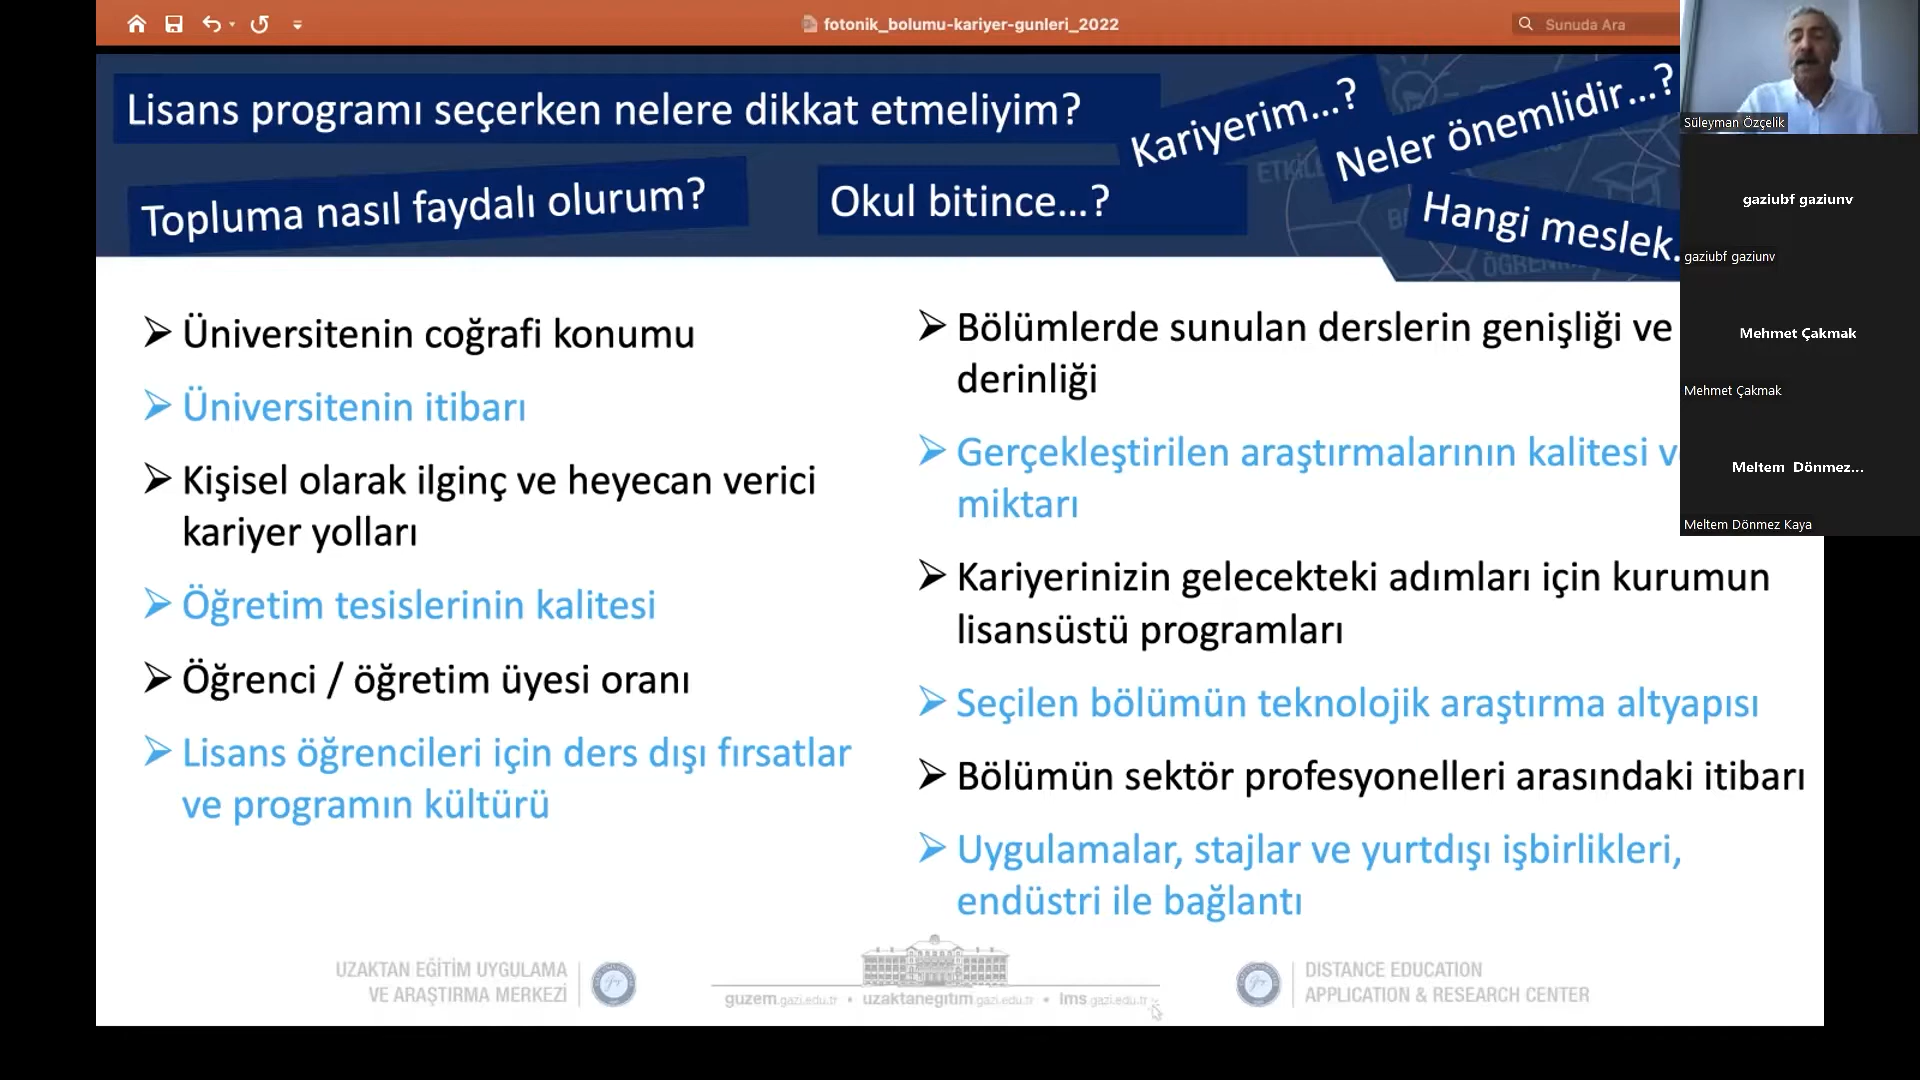 fotonik_bolumu-kariyer-gunleri_2022
Sunuda Ara
Lisans programı seçerken nelere dikkat etmeliyim?
Kariyerim...?
Neler önemlidir...?
Topluma nasıl faydalı olurum?
Okul bitince...?
Hangi meslek.
Üniversitenin coğrafi konumu
Üniversitenin itibarı
Kişisel olarak ilginç ve heyecan verici
kariyer yolları
Öğretim tesislerinin kalitesi
Öğrenci / öğretim üyesi oranı
Lisans öğrencileri için ders dışı fırsatlar
ve programın kültürü
Bölümlerde sunulan derslerin genişliği ve
derinliği
Gerçekleştirilen araştırmalarının kalitesi v
miktarı
Kariyerinizin gelecekteki adımları için kurumun
lisansüstü programları
Seçilen bölümün teknolojik araştırma altyapısı
Bölümün sektör profesyonelleri arasındaki itibarı
Uygulamalar, stajlar ve yurtdışı işbirlikleri,
endüstri ile bağlantı
UZAKTAN EĞİTİM UYGULAMA
VE ARAŞTIRMA MERKEZİ
guzem.gazi.edu.tr • uzaktanegitim.gazi.edu.tr • lms.gazi.edu.tr
DISTANCE EDUCATION
APPLICATION & RESEARCH CENTER
Süleyman Özçelik
gaziubf gaziunv
gaziubf gaziunv
Mehmet Çakmak
Mehmet Çakmak
Meltem Dönmez...
Meltem Dönmez Kaya